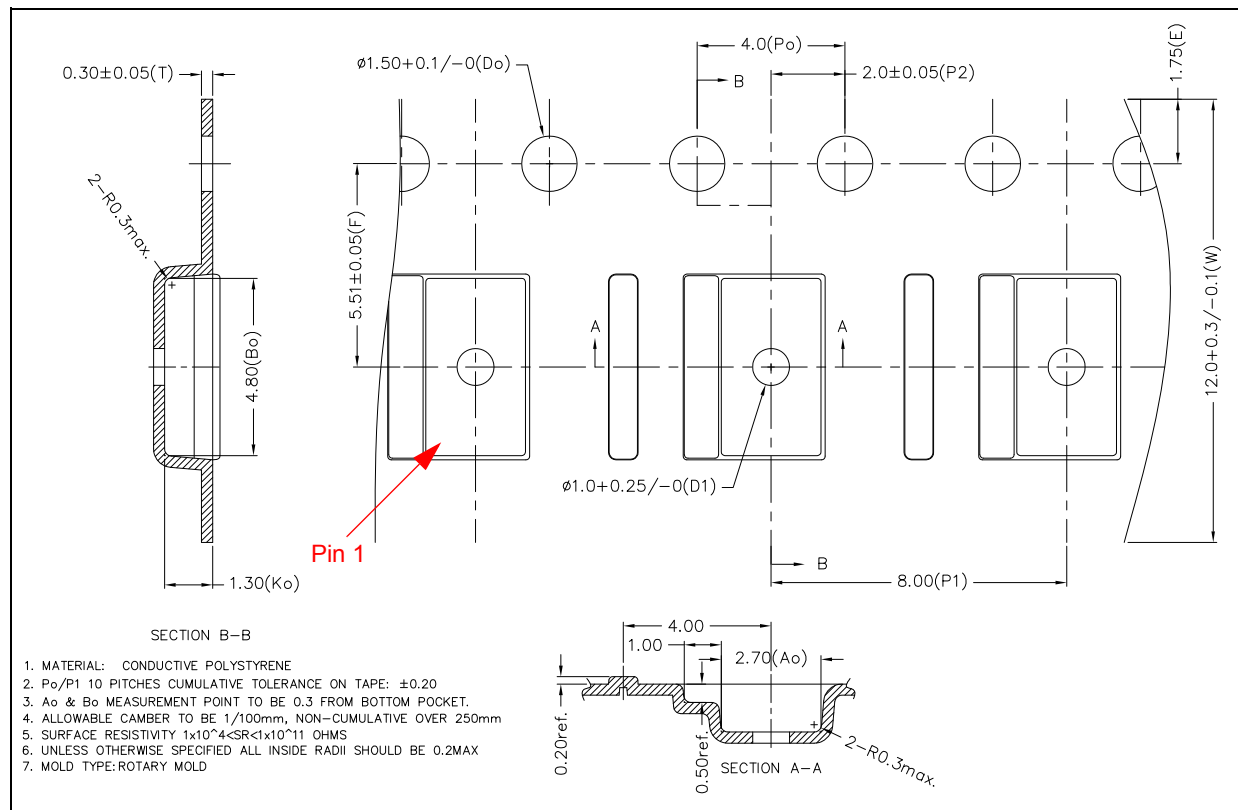 4.0(Po)
ø1.50+0.1/-0(Do)
0.30±0.05(T)
B
2.0±0.05(P2)
1.75(E)
2-R0.3max.
5.51±0.05(F)
12.0+0.3/-0.1(W)
4.80(Bo)
A
A
ø1.0+0.25/-0(D1)
Pin 1
B
1.30(Ko)
8.00(P1)
SECTION B-B
4.00
1.00
2.70(Ao)
0.20ref.
0.50ref.
2-R0.3max.
SECTION A-A
1. MATERIAL: CONDUCTIVE POLYSTYRENE
2. Po/P1 10 PITCHES CUMULATIVE TOLERANCE ON TAPE: ±0.20
3. Ao & Bo MEASUREMENT POINT TO BE 0.3 FROM BOTTOM POCKET.
4. ALLOWABLE CAMBER TO BE 1/100mm, NON-CUMULATIVE OVER 250mm
5. SURFACE RESISTIVITY 1x10^4<SR<1x10^11 OHMS
6. UNLESS OTHERWISE SPECIFIED ALL INSIDE RADII SHOULD BE 0.2MAX
7. MOLD TYPE: ROTARY MOLD